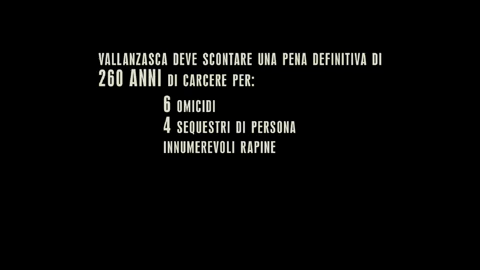 VALLANZASCA DEVE SCONTARE UNA PENA DEFINITIVA DI
260 ANNI DI CARCERE PER:
6 OMICIDI
4 SEQUESTRI DI PERSONA
INNUMEREVOLI RAPINE